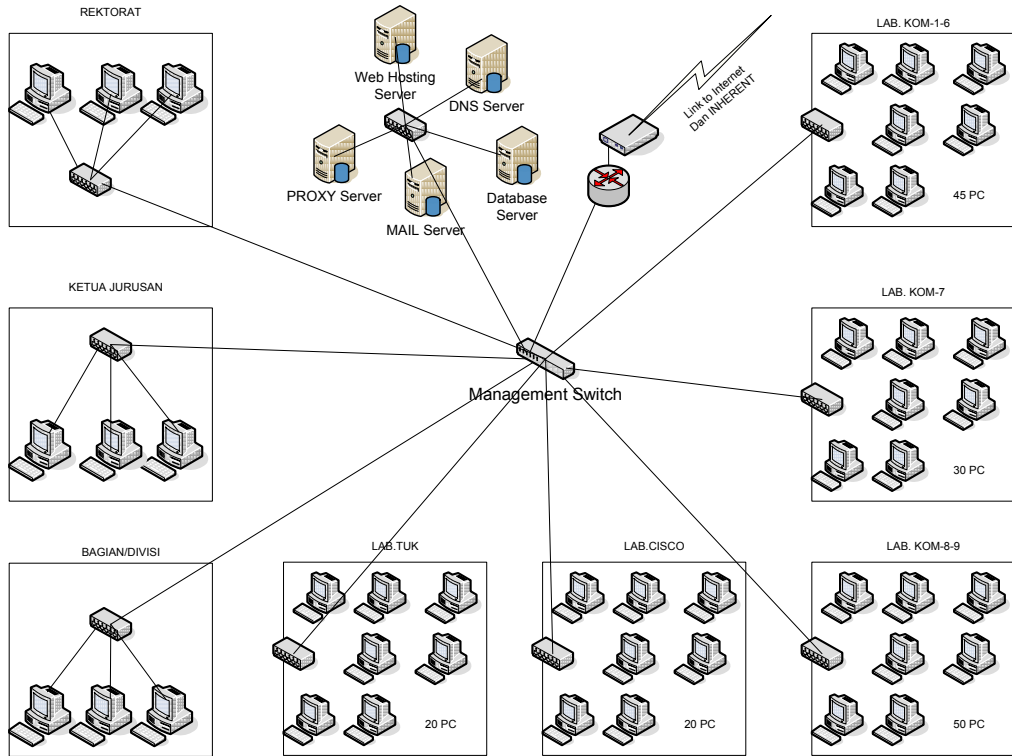 REKTORAT
Web Hosting
Server
DNS Server
PROXY Server
MAIL Server
Database
Server
Link to Internet
Dan INHERENT
LAB. KOM-1-6
45 PC
KETUA JURUSAN
Management Switch
LAB. KOM-7
30 PC
BAGIAN/DIVISI
LAB.TUK
20 PC
LAB.CISCO
20 PC
LAB. KOM-8-9
50 PC